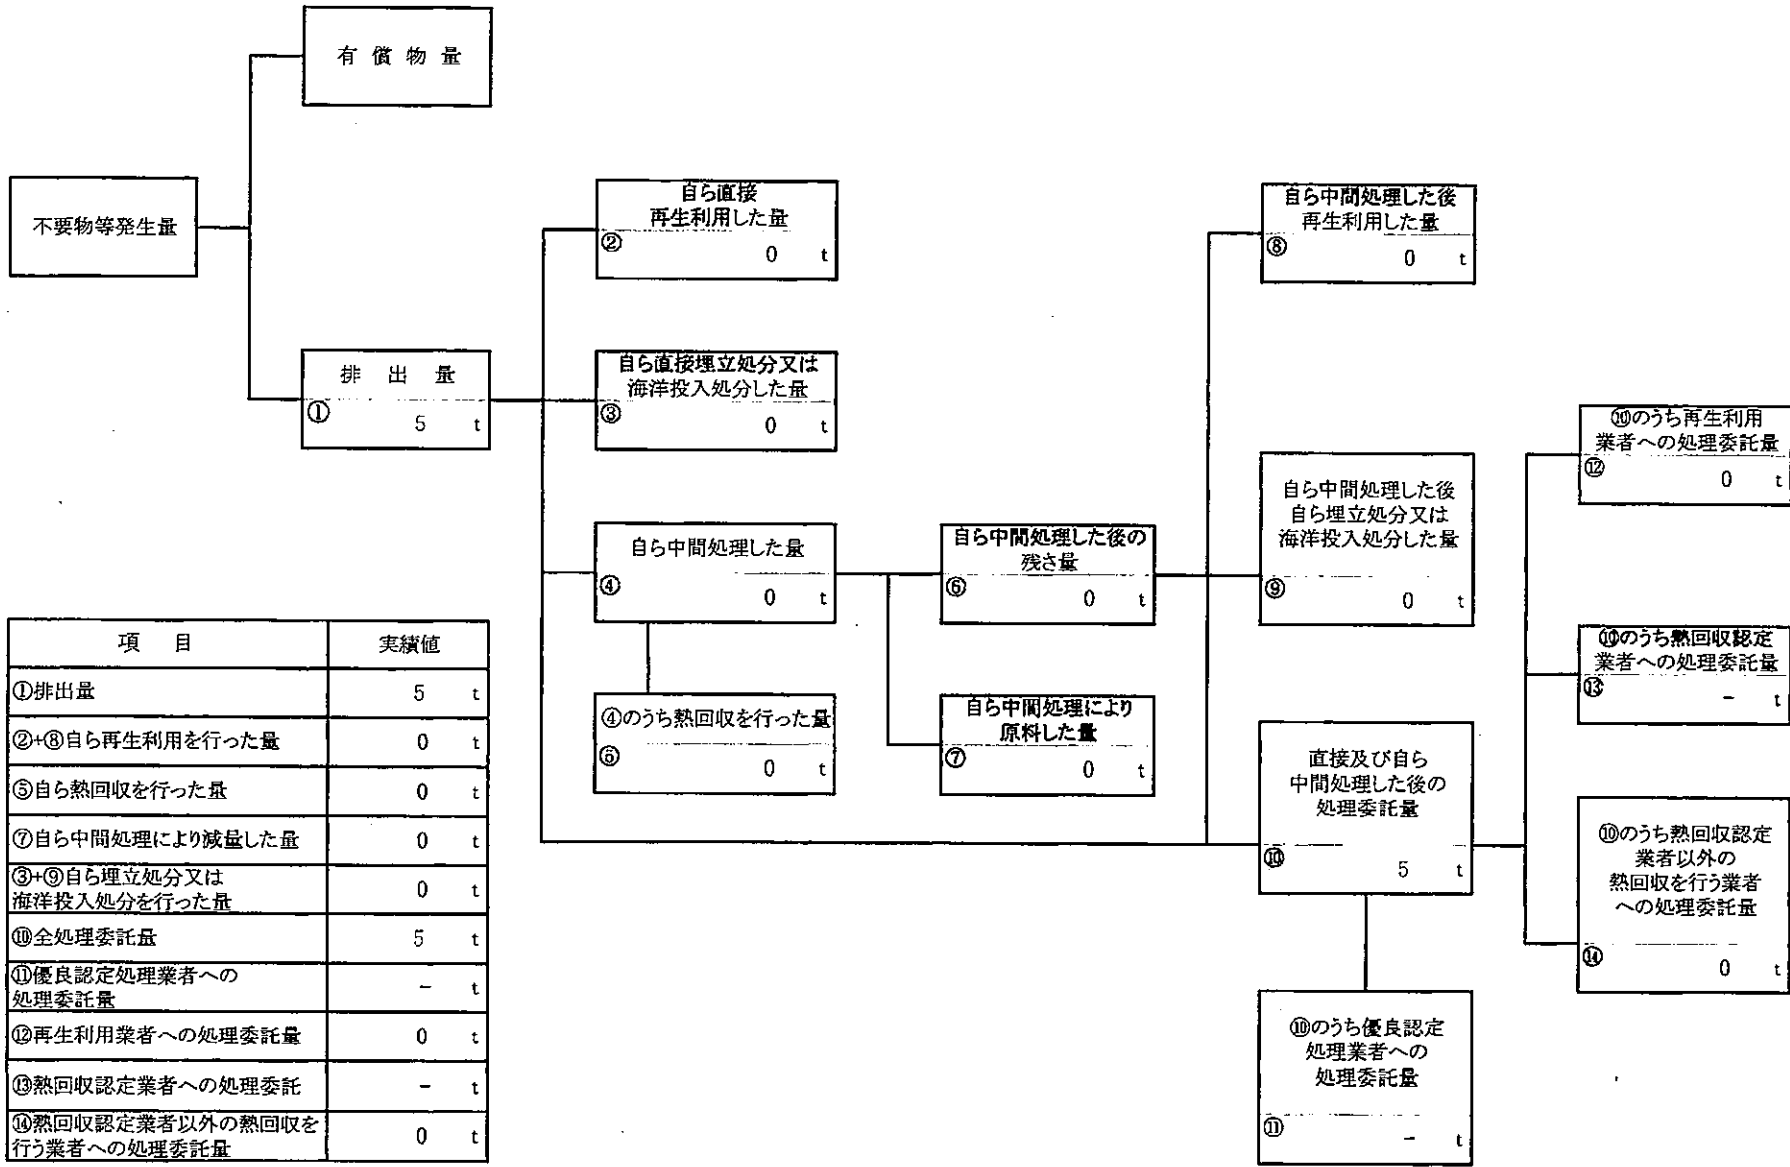 有 償 物 量
不要物等発生量
排 出 量
①
5 t
自ら直接
再生利用した量
②
0 t
自ら直接埋立処分又は
海洋投入処分した量
③
0 t
自ら中間処理した量
④
0 t
④のうち熱回収を行った量
⑤
0 t
自ら中間処理した後の
残さ量
⑥
0 t
自ら中間処理により
原料した量
⑦
0 t
自ら中間処理した後
再生利用した量
⑧
0 t
自ら中間処理した後
自ら埋立処分又は
海洋投入処分した量
⑨
0 t
直接及び自ら
中間処理した後の
処理委託量
⑩
5 t
⑩のうち優良認定
処理業者への
処理委託量
⑪
- t
⑩のうち再生利用
業者への処理委託量
⑫
0 t
⑩のうち熱回収認定
業者への処理委託量
⑬
- t
⑩のうち熱回収認定
業者以外の
熱回収を行う業者
への処理委託量
⑭
0 t
項 目 実績値
①排出量 5 t
②+⑧自ら再生利用を行った量 0 t
⑤自ら熱回収を行った量 0 t
⑦自ら中間処理により減量した量 0 t
③+⑨自ら埋立処分又は
海洋投入処分を行った量 0 t
⑩全処理委託量 5 t
⑪優良認定処理業者への
処理委託量 - t
⑫再生利用業者への処理委託量 0 t
⑬熱回収認定業者への処理委託 - t
⑭熱回収認定業者以外の熱回収を
行う業者への処理委託量 0 t